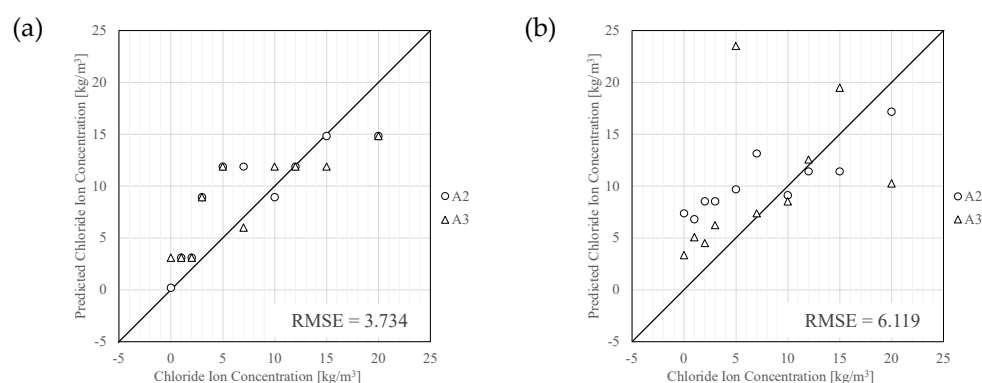 (a)
Predicted Chloride Ion Concentration [kg/m³]
25
20
15
10
5
0
-5
-5 0 5 10 15 20 25
Chloride Ion Concentration [kg/m³]
RMSE = 3.734
A2
A3
(b)
Predicted Chloride Ion Concentration [kg/m³]
25
20
15
10
5
0
-5
-5 0 5 10 15 20 25
Chloride Ion Concentration [kg/m³]
RMSE = 6.119
A2
A3